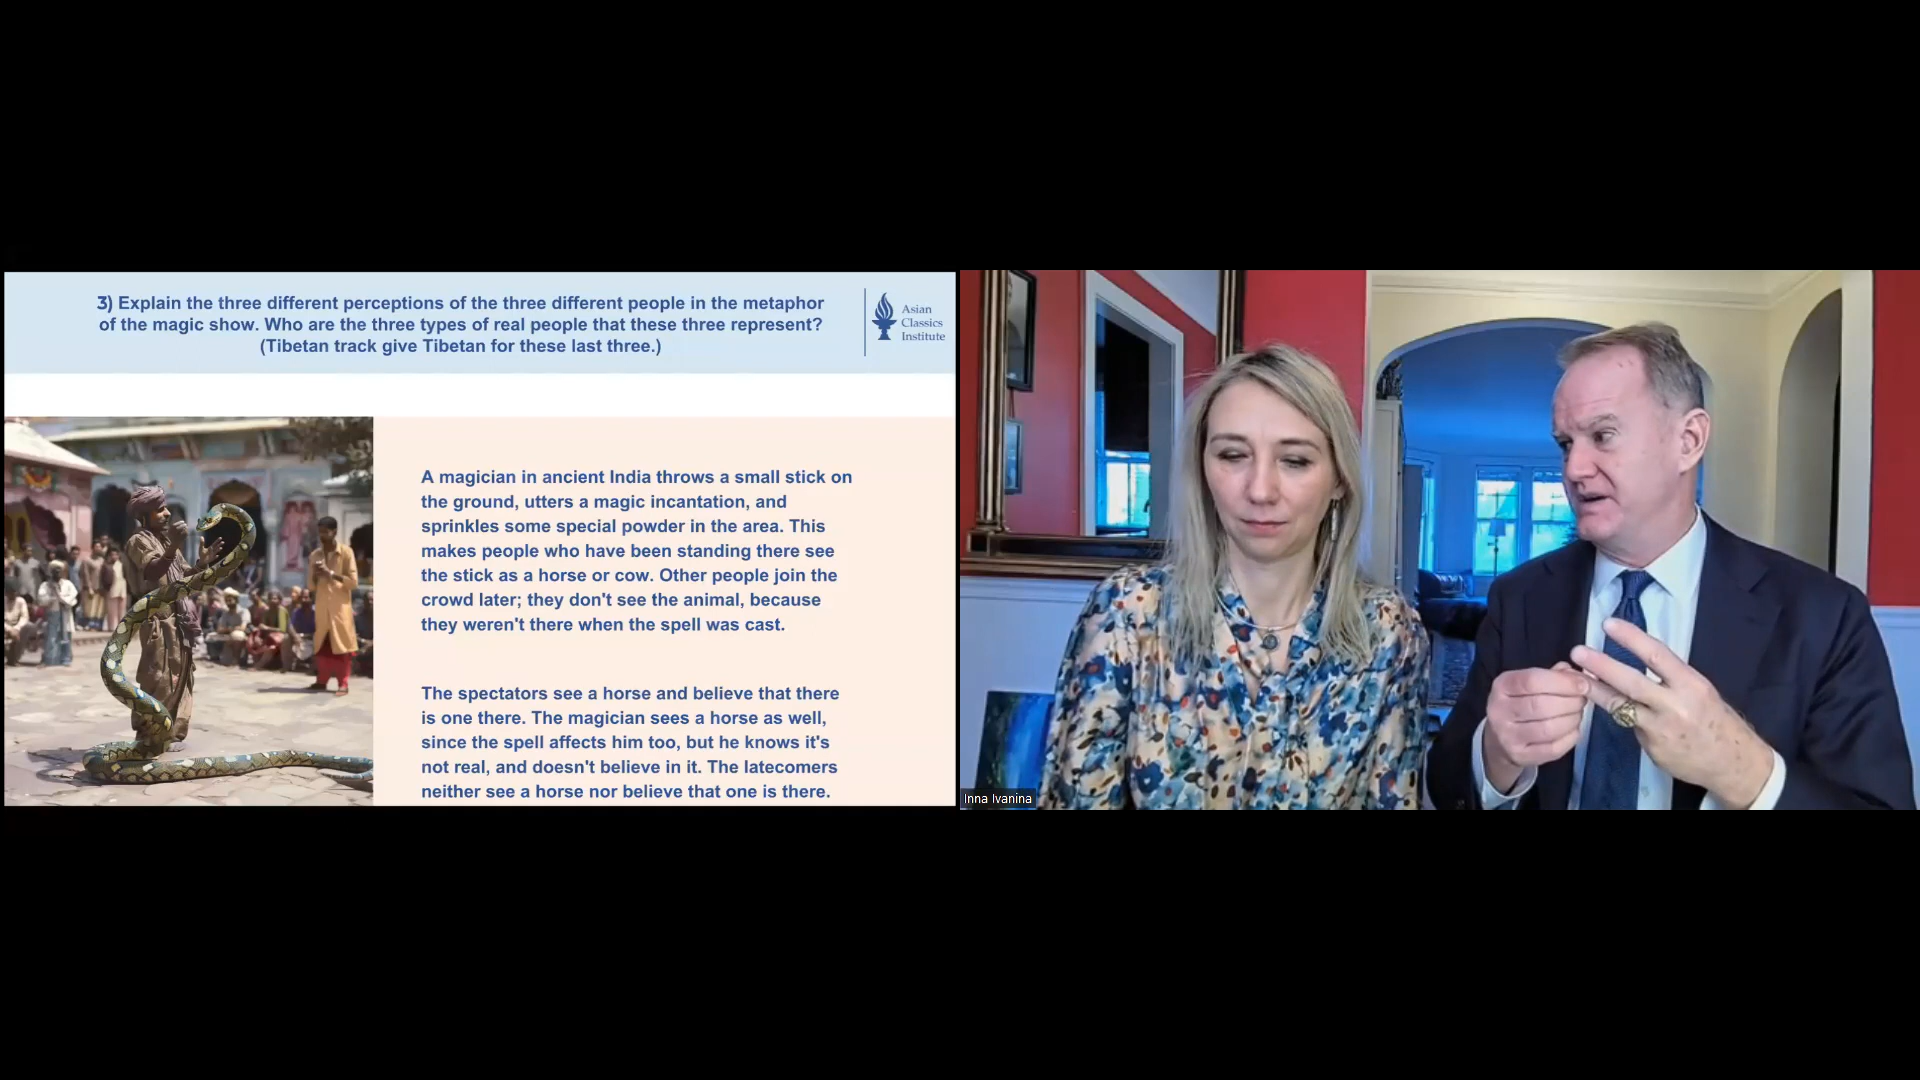 3) Explain the three different perceptions of the three different people in the metaphor
of the magic show. Who are the three types of real people that these three represent?
(Tibetan track give Tibetan for these last three.)
Asian
Classics
Institute
A magician in ancient India throws a small stick on
the ground, utters a magic incantation, and
sprinkles some special powder in the area. This
makes people who have been standing there see
the stick as a horse or cow. Other people join the
crowd later; they don't see the animal, because
they weren't there when the spell was cast.
The spectators see a horse and believe that there
is one there. The magician sees a horse as well,
since the spell affects him too, but he knows it's
not real, and doesn't believe in it. The latecomers
neither see a horse nor believe that one is there.
Inna Ivanina